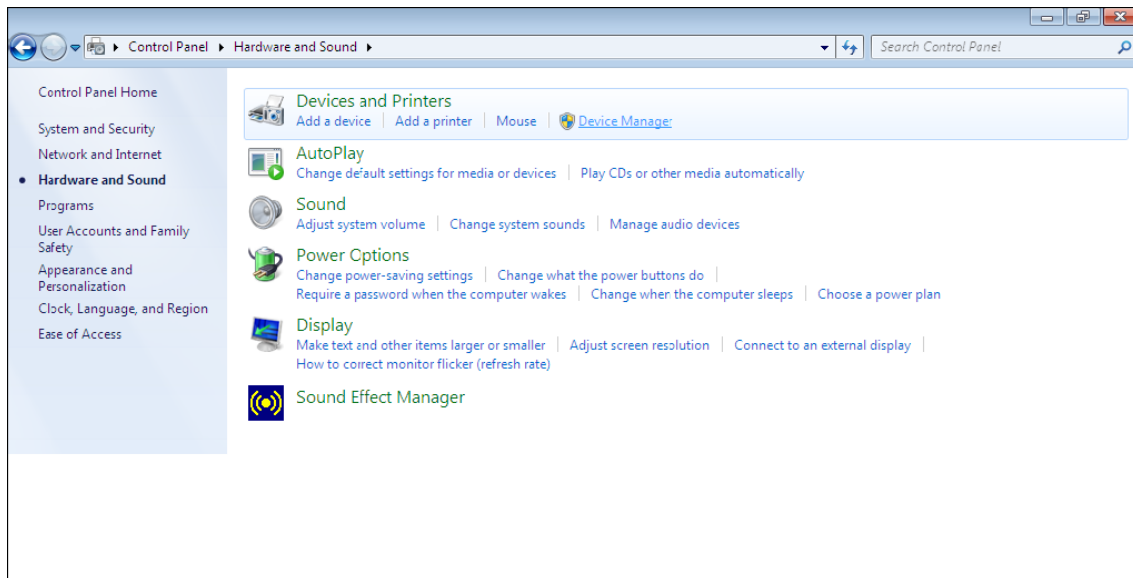 Control Panel Hardware and Sound
Search Control Panel
Control Panel Home
System and Security
Network and Internet
Hardware and Sound
Programs
User Accounts and Family
Safety
Appearance and
Personalization
Clock, Language, and Region
Ease of Access
Devices and Printers
Add a device Add a printer Mouse Device Manager
AutoPlay
Change default settings for media or devices Play CDs or other media automatically
Sound
Adjust system volume Change system sounds Manage audio devices
Power Options
Change power-saving settings Change what the power buttons do
Require a password when the computer wakes Change when the computer sleeps Choose a power plan
Display
Make text and other items larger or smaller Adjust screen resolution Connect to an external display
How to correct monitor flicker (refresh rate)
Sound Effect Manager